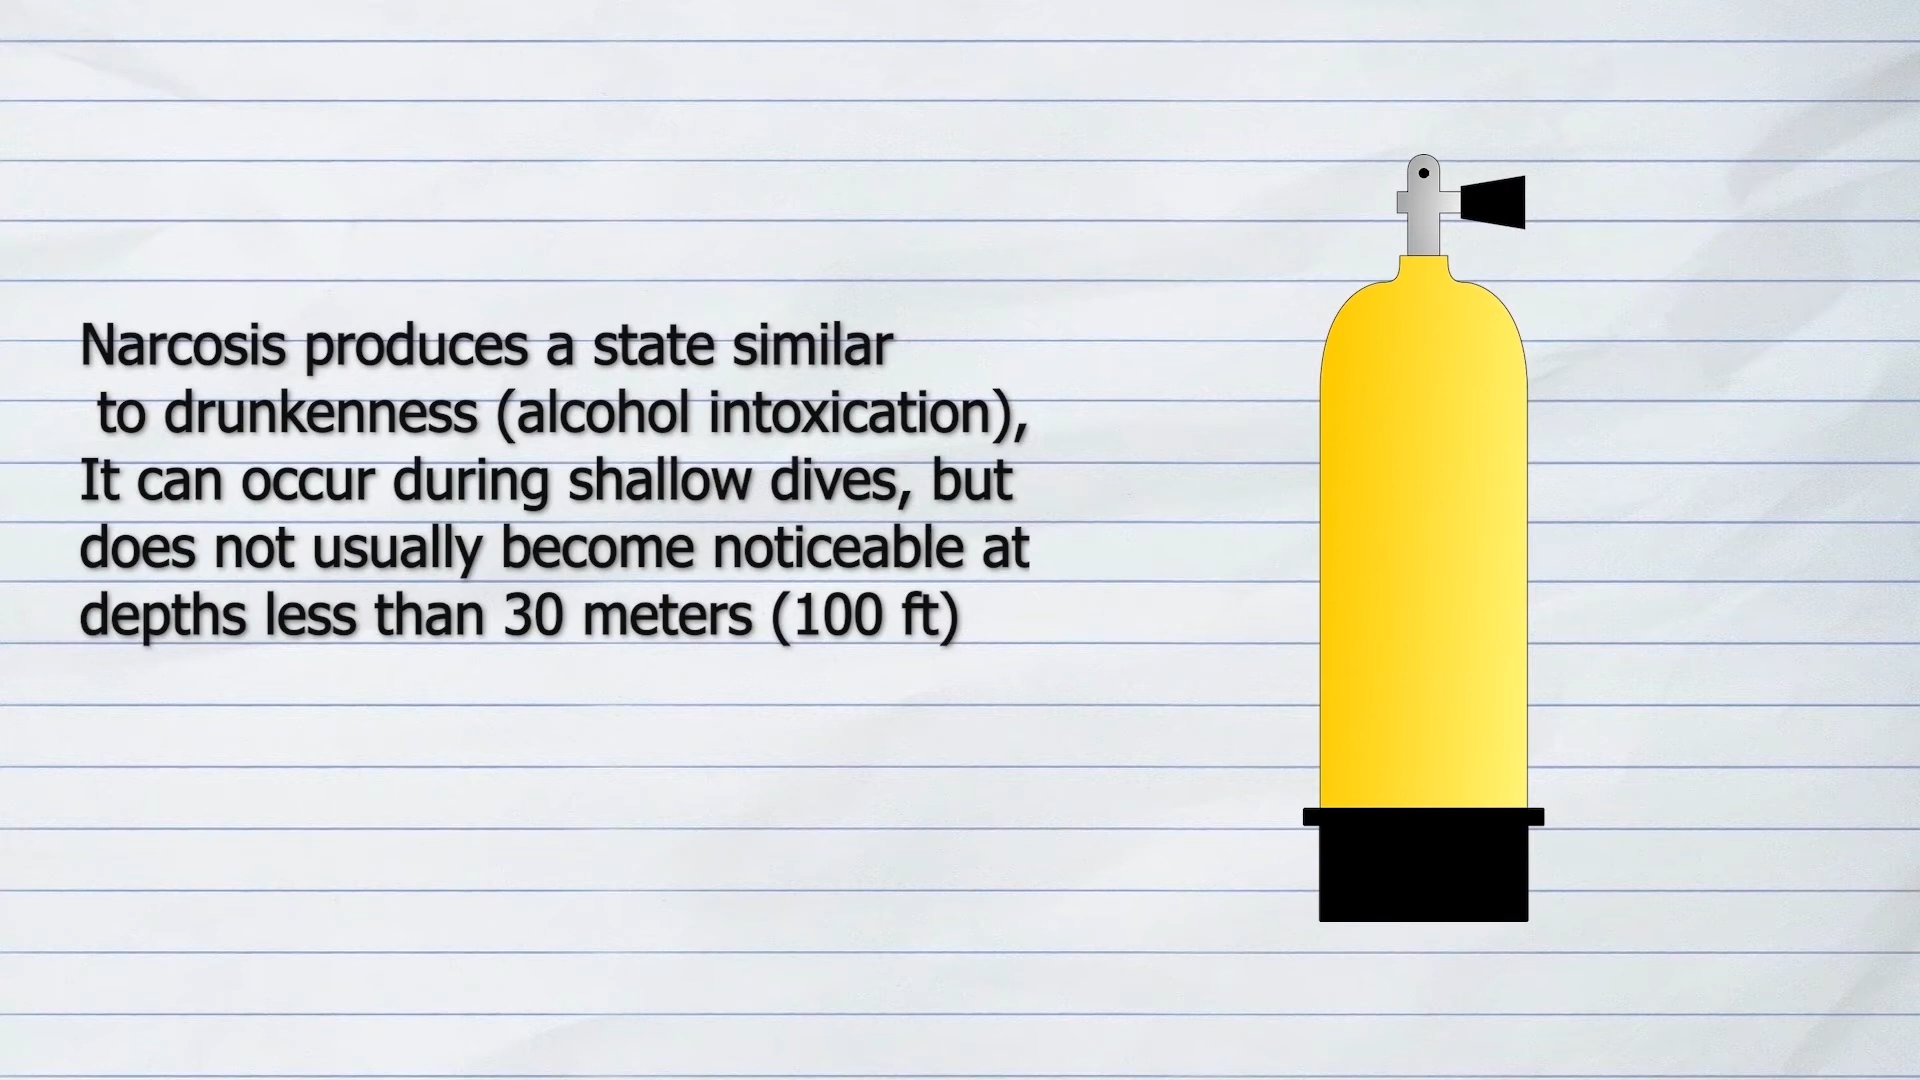 Narcosis produces a state similar
to drunkenness (alcohol intoxication),
It can occur during shallow dives, but
does not usually become noticeable at
depths less than 30 meters (100 ft)